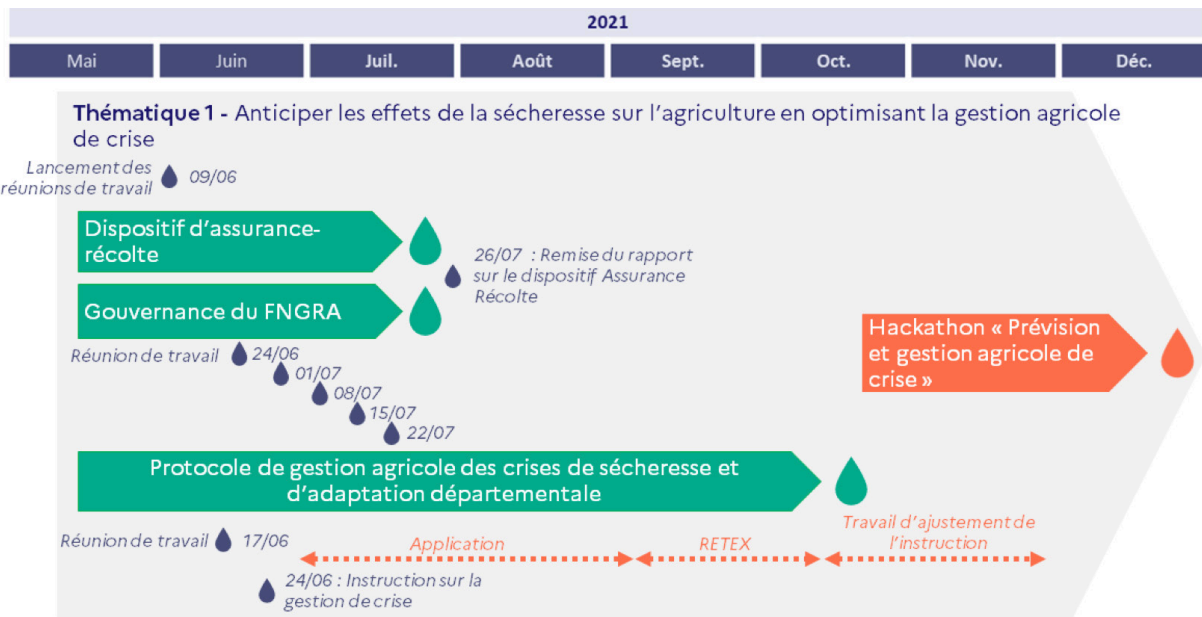 2021
Mai
Juin
Juil.
Août
Sept.
Oct.
Nov.
Déc.
Thématique 1 - Anticiper les effets de la sécheresse sur l'agriculture en optimisant la gestion agricole
de crise
Lancement des
réunions de travail
09/06
Dispositif d'assurance-
récolte
26/07 : Remise du rapport
sur le dispositif Assurance
Récolte
Gouvernance du FNGRA
Hackathon « Prévision
et gestion agricole de
crise »
Réunion de travail
24/06
01/07
08/07
15/07
22/07
Protocole de gestion agricole des crises de sécheresse et
d'adaptation départementale
Réunion de travail
17/06
Application
RETEX
Travail d'ajustement de
l'instruction
24/06 : Instruction sur la
gestion de crise